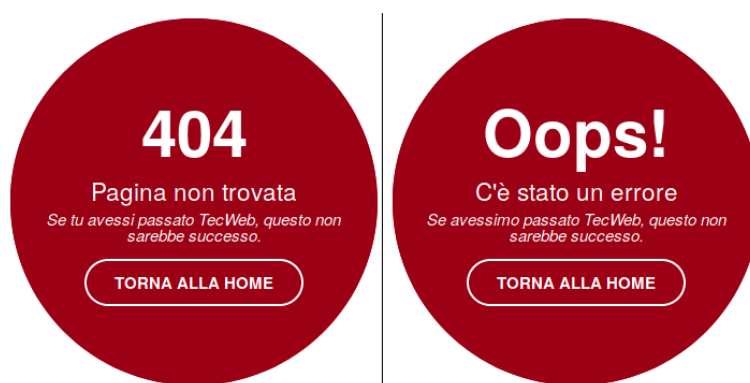 404
Pagina non trovata
Se tu avessi passato TecWeb, questo non
sarebbe successo.
TORNA ALLA HOME
Oops!
C'è stato un errore
Se avessimo passato TecWeb, questo non
sarebbe successo.
TORNA ALLA HOME